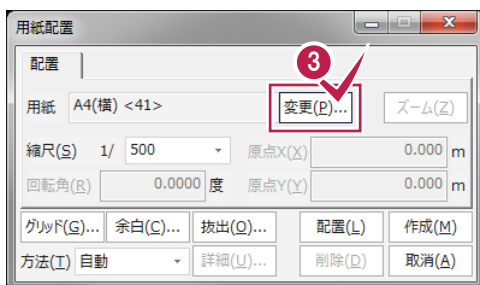 用紙配置
配置
3
用紙 A4(横) <41> 変更(P)... ズーム(Z)
縮尺(S) 1/ 500 原点X(X) 0.000 m
回転角(R) 0.0000 度 原点Y(Y) 0.000 m
グリッド(G)... 余白(C)... 抜出(O)... 配置(L) 作成(M)
方法(T) 自動 詳細(U)... 削除(D) 取消(A)